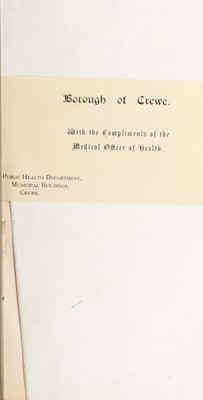 Borough of Crewe.
With the Compliments of the
Medical Officer of Health.
Public Health Department,
Municipal Buildings,
Crewe.